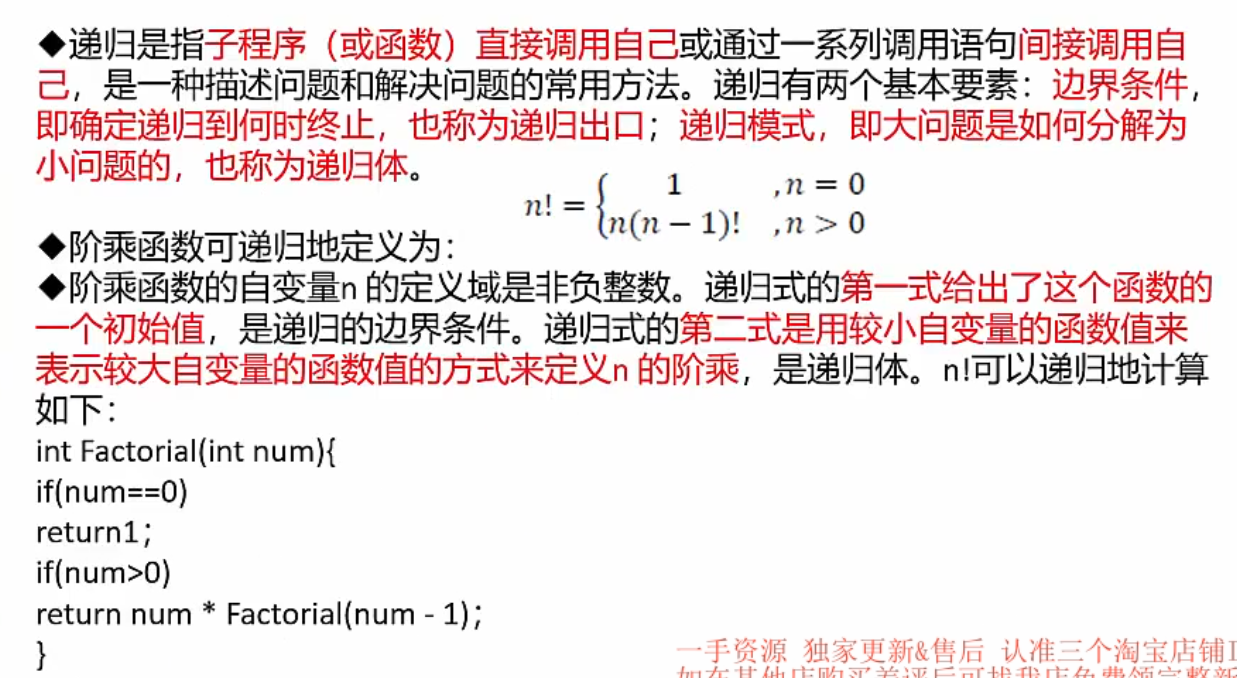 ◆递归是指子程序（或函数）直接调用自己或通过一系列调用语句间接调用自
己，是一种描述问题和解决问题的常用方法。递归有两个基本要素：边界条件，
即确定递归到何时终止，也称为递归出口；递归模式，即大问题是如何分解为
小问题的，也称为递归体。
n! = { 1 , n = 0
n(n − 1)! , n > 0
◆阶乘函数可递归地定义为：
◆阶乘函数的自变量n 的定义域是非负整数。递归式的第一式给出了这个函数的
一个初始值，是递归的边界条件。递归式的第二式是用较小自变量的函数值来
表示较大自变量的函数值的方式来定义n 的阶乘，是递归体。n!可以递归地计算
如下：
int Factorial(int num){
if(num==0)
return1；
if(num>0)
return num * Factorial(num - 1)；
}
一手资源 独家更新&售后 认准三个淘宝店铺I